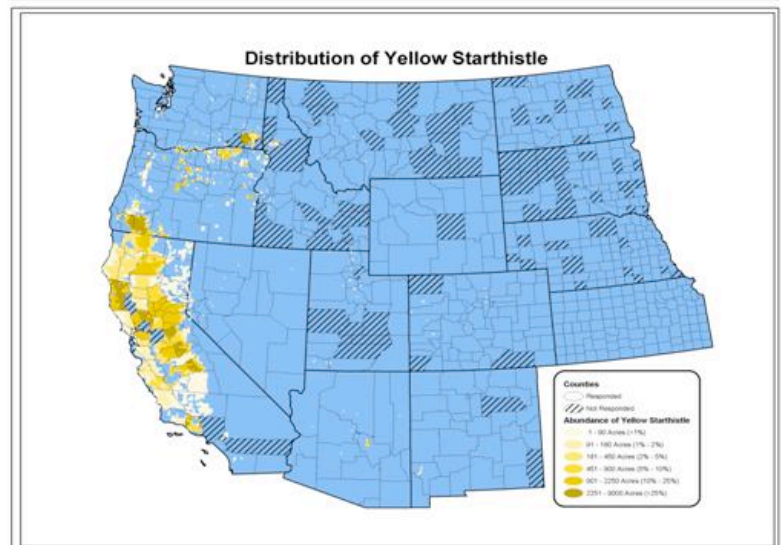 Distribution of Yellow Starthistle
Counties
Responded
Not Responded
Abundance of Yellow Starthistle
1 - 90 Acres (<1%)
91 - 180 Acres (1% - 2%)
181 - 450 Acres (2% - 5%)
451 - 900 Acres (5% - 10%)
901 - 2250 Acres (10% - 25%)
2251 - 9000 Acres (>25%)